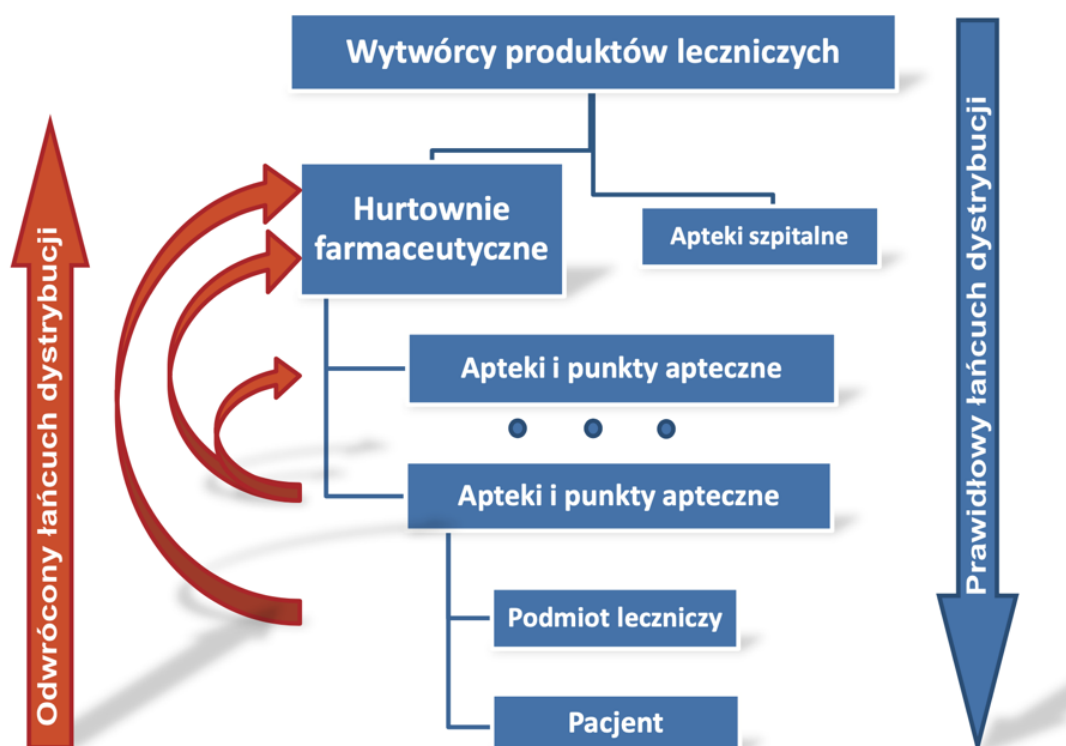 Wytwórcy produktów leczniczych
Hurtownie
farmaceutyczne
Apteki szpitalne
Apteki i punkty apteczne
Apteki i punkty apteczne
Podmiot leczniczy
Pacjent
Odwrócony łańcuch dystrybucji
Prawidłowy łańcuch dystrybucji